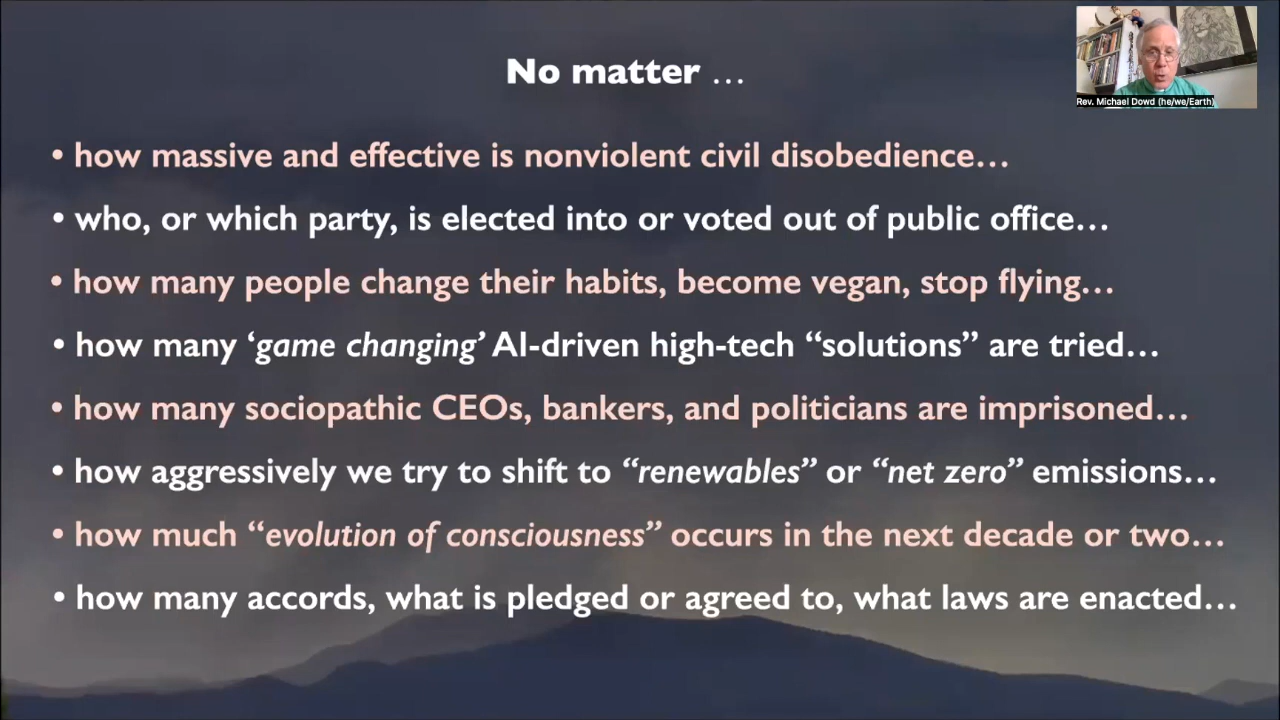 No matter …
Rev. Michael Dowd (he/we/Earth)
• how massive and effective is nonviolent civil disobedience…
• who, or which party, is elected into or voted out of public office…
• how many people change their habits, become vegan, stop flying…
• how many ‘game changing’ AI-driven high-tech “solutions” are tried…
• how many sociopathic CEOs, bankers, and politicians are imprisoned…
• how aggressively we try to shift to “renewables” or “net zero” emissions…
• how much “evolution of consciousness” occurs in the next decade or two…
• how many accords, what is pledged or agreed to, what laws are enacted…